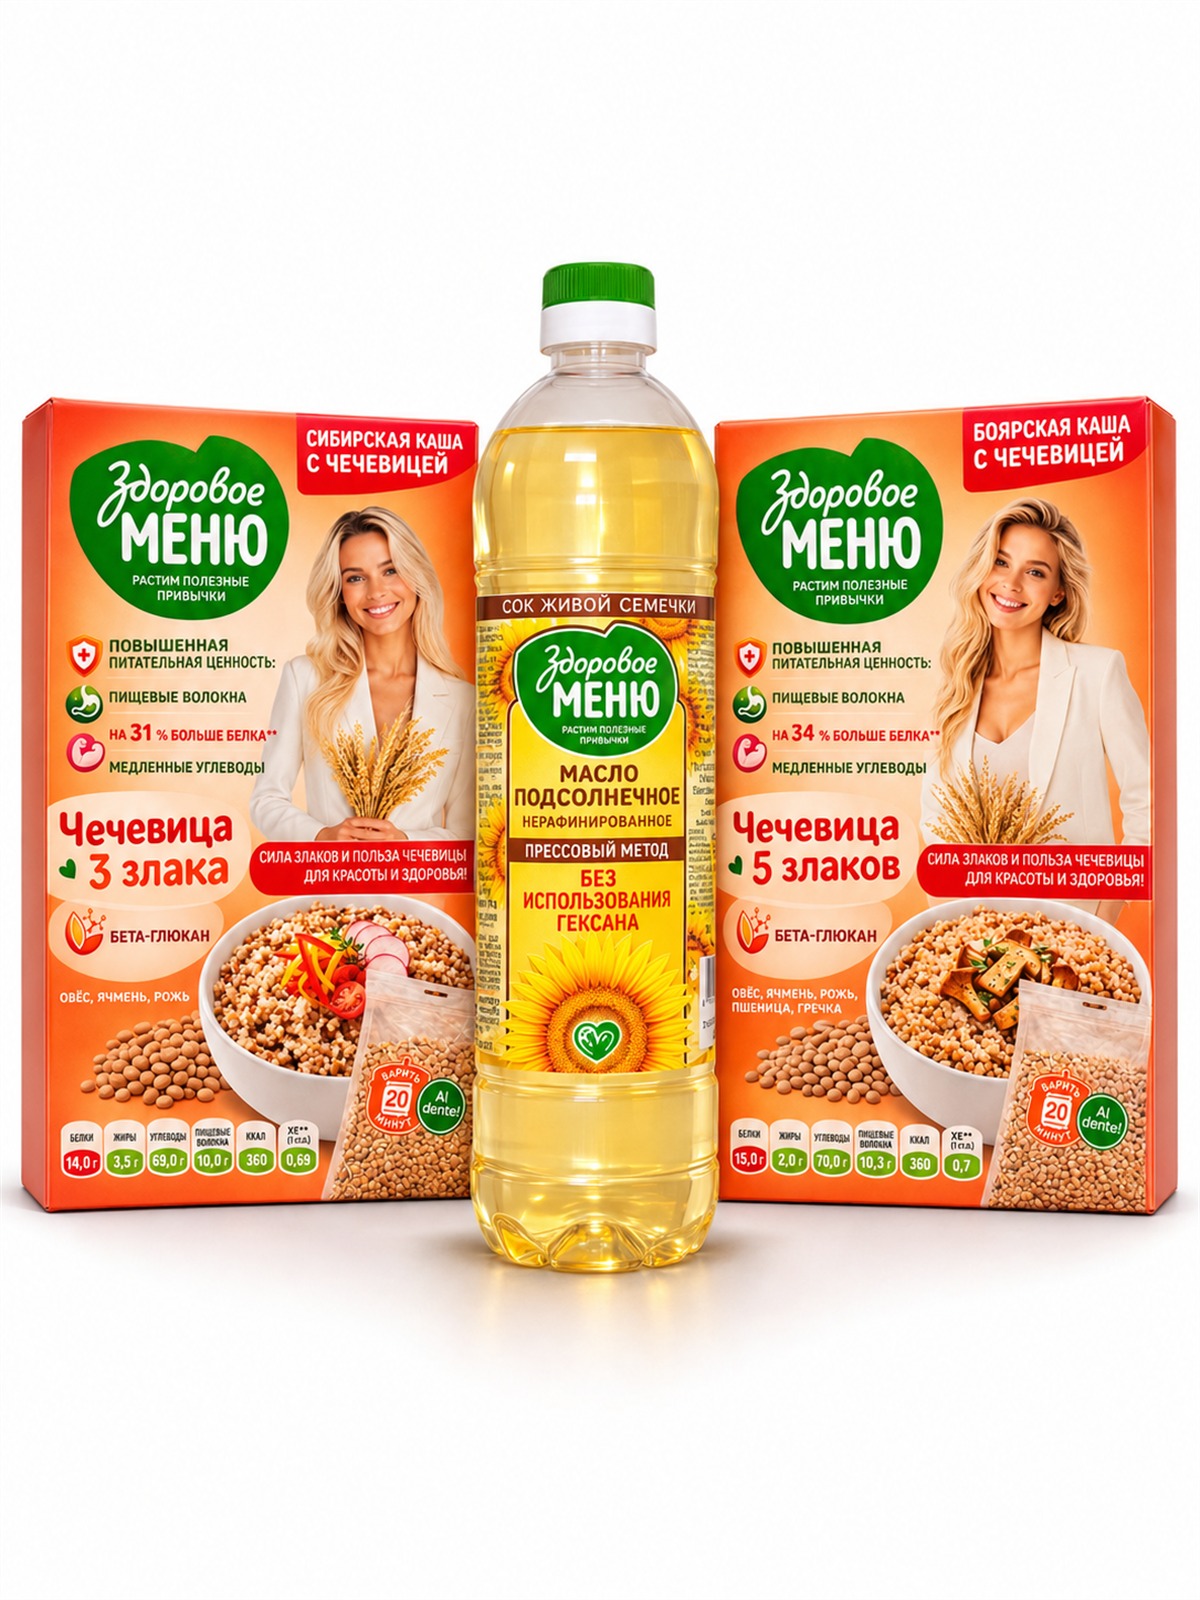 СИБИРСКАЯ КАША
С ЧЕЧЕВИЦЕЙ
Здоровое
МЕНЮ
РАСТИМ ПОЛЕЗНЫЕ
ПРИВЫЧКИ
ПОВЫШЕННАЯ
ПИТАТЕЛЬНАЯ ЦЕННОСТЬ:
ПИЩЕВЫЕ ВОЛОКНА
НА 31 % БОЛЬШЕ БЕЛКА**
МЕДЛЕННЫЕ УГЛЕВОДЫ
Чечевица
3 злака
СИЛА ЗЛАКОВ И ПОЛЬЗА ЧЕЧЕВИЦЫ
ДЛЯ КРАСОТЫ И ЗДОРОВЬЯ!
БЕТА-ГЛЮКАН
ОВЁС, ЯЧМЕНЬ, РОЖЬ
ВАРИТЬ
20
МИНУТ
Al
dente!
БЕЛКИ ЖИРЫ УГЛЕВОДЫ ПИЩЕВЫЕ ВОЛОКНА ККАЛ ХЕ** (1 ст.л.)
14,0 г 3,5 г 69,0 г 10,0 г 360 0,69
СОК ЖИВОЙ СЕМЕЧКИ
Здоровое
МЕНЮ
РАСТИМ ПОЛЕЗНЫЕ
ПРИВЫЧКИ
МАСЛО
ПОДСОЛНЕЧНОЕ
НЕРАФИНИРОВАННОЕ
ПРЕССОВЫЙ МЕТОД
БЕЗ
ИСПОЛЬЗОВАНИЯ
ГЕКСАНА
БОЯРСКАЯ КАША
С ЧЕЧЕВИЦЕЙ
Здоровое
МЕНЮ
РАСТИМ ПОЛЕЗНЫЕ
ПРИВЫЧКИ
ПОВЫШЕННАЯ
ПИТАТЕЛЬНАЯ ЦЕННОСТЬ:
ПИЩЕВЫЕ ВОЛОКНА
НА 34 % БОЛЬШЕ БЕЛКА**
МЕДЛЕННЫЕ УГЛЕВОДЫ
Чечевица
5 злаков
СИЛА ЗЛАКОВ И ПОЛЬЗА ЧЕЧЕВИЦЫ
ДЛЯ КРАСОТЫ И ЗДОРОВЬЯ!
БЕТА-ГЛЮКАН
ОВЁС, ЯЧМЕНЬ, РОЖЬ,
ПШЕНИЦА, ГРЕЧКА
ВАРИТЬ
20
МИНУТ
Al
dente!
БЕЛКИ ЖИРЫ УГЛЕВОДЫ ПИЩЕВЫЕ ВОЛОКНА ККАЛ ХЕ** (1 ст.л.)
15,0 г 2,0 г 70,0 г 10,3 г 360 0,7